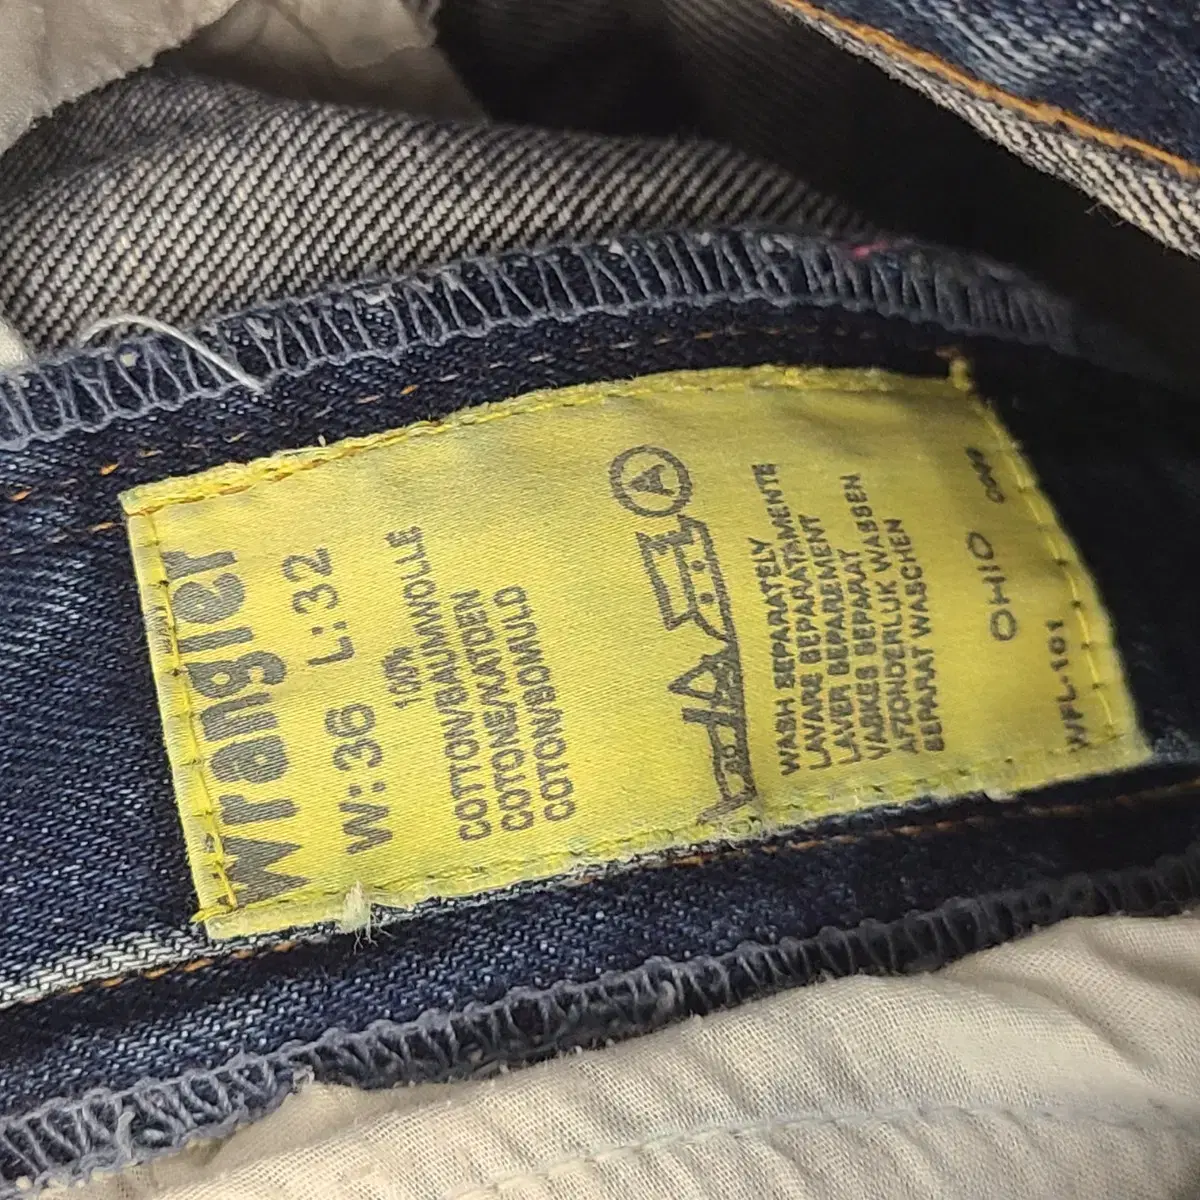 wrangler
W: 36 L: 32
100%
COTTON/BAUMWOLLE
COTONE/KATOEN
COTON/BOMULD
A
WASH SEPARATELY
LAVARE SEPARATAMENTE
LAVER SEPAREMENT
VASKES SEPARAT
AFZONDERLIJK WASSEN
SEPARAT WASCHEN
OHIO
WFL-101